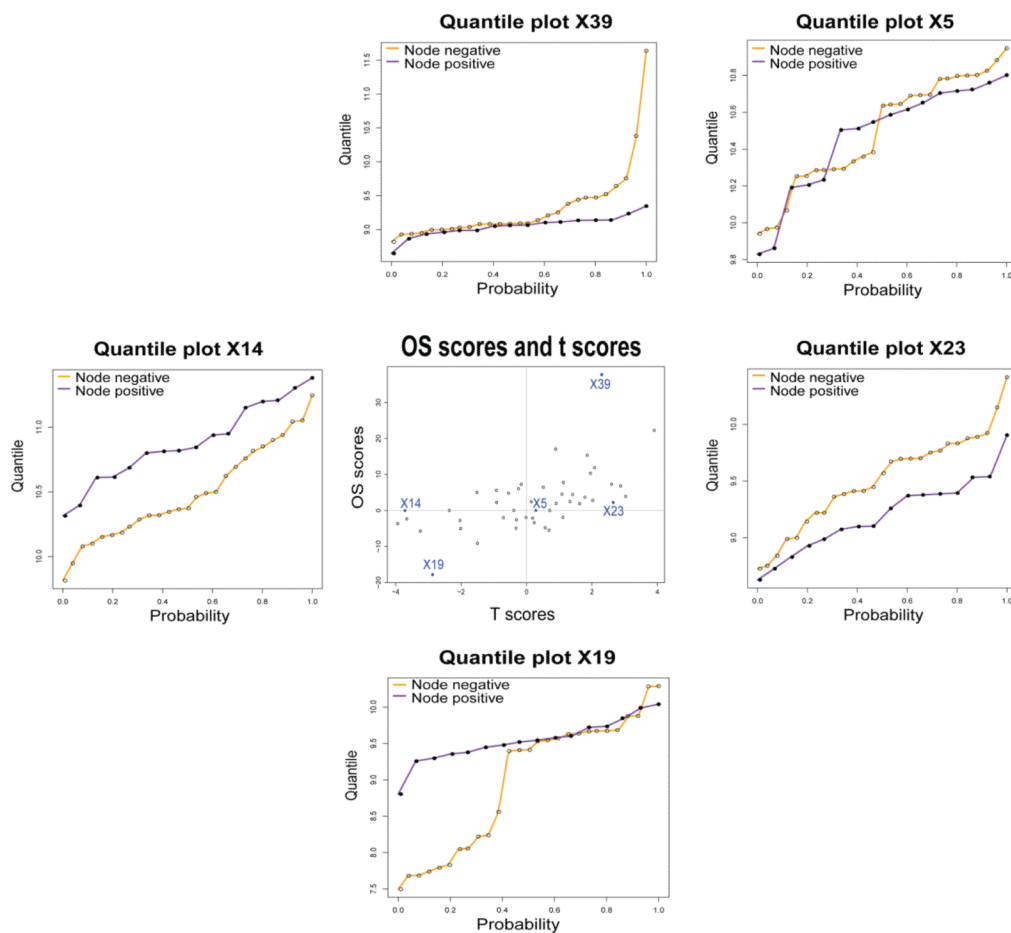 Quantile plot X39
Node negative
Node positive
Quantile
9.0 9.5 10.0 10.5 11.0 11.5
0.0 0.2 0.4 0.6 0.8 1.0
Probability
Quantile plot X5
Node negative
Node positive
Quantile
9.8 10.0 10.2 10.4 10.6 10.8
0.0 0.2 0.4 0.6 0.8 1.0
Probability
Quantile plot X14
Node negative
Node positive
Quantile
10.0 10.5 11.0
0.0 0.2 0.4 0.6 0.8 1.0
Probability
OS scores and t scores
X39
X14
X5
X23
X19
OS scores
−20 −10 0 10 20 30
−4 −2 0 2 4
T scores
Quantile plot X23
Node negative
Node positive
Quantile
9.0 9.5 10.0
0.0 0.2 0.4 0.6 0.8 1.0
Probability
Quantile plot X19
Node negative
Node positive
Quantile
7.5 8.0 8.5 9.0 9.5 10.0
0.0 0.2 0.4 0.6 0.8 1.0
Probability